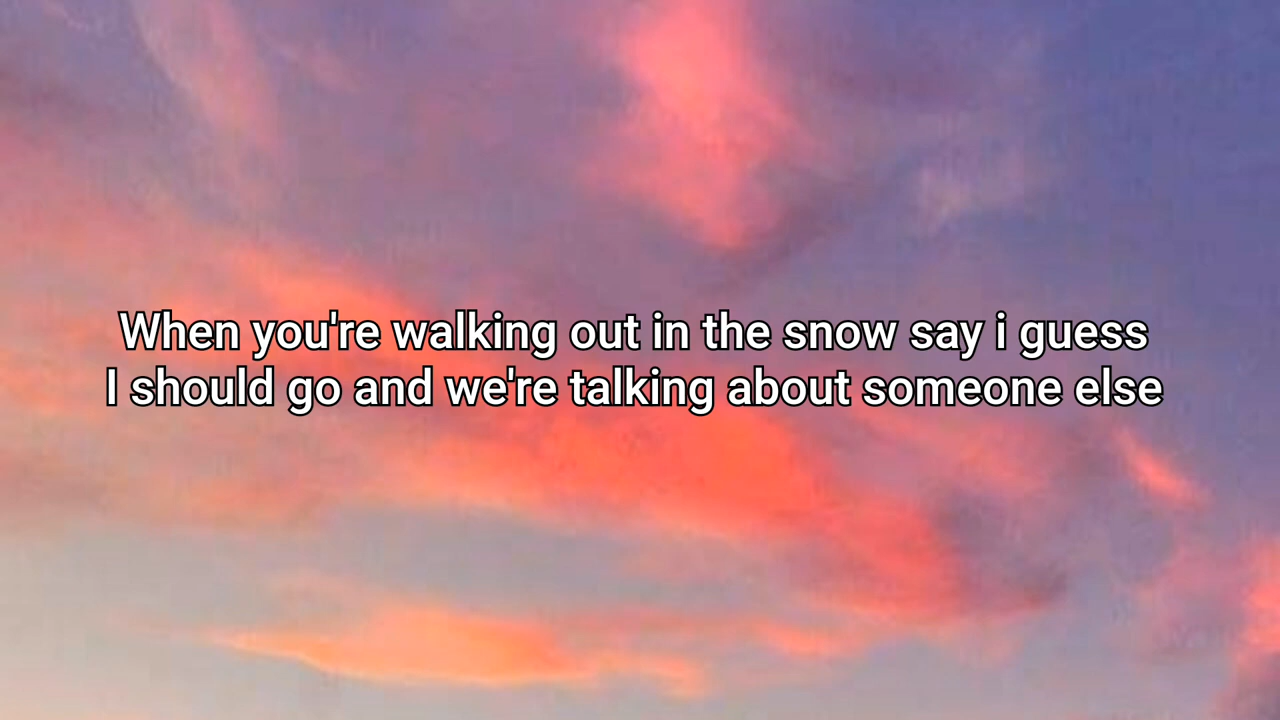 When you're walking out in the snow say i guess
I should go and we're talking about someone else